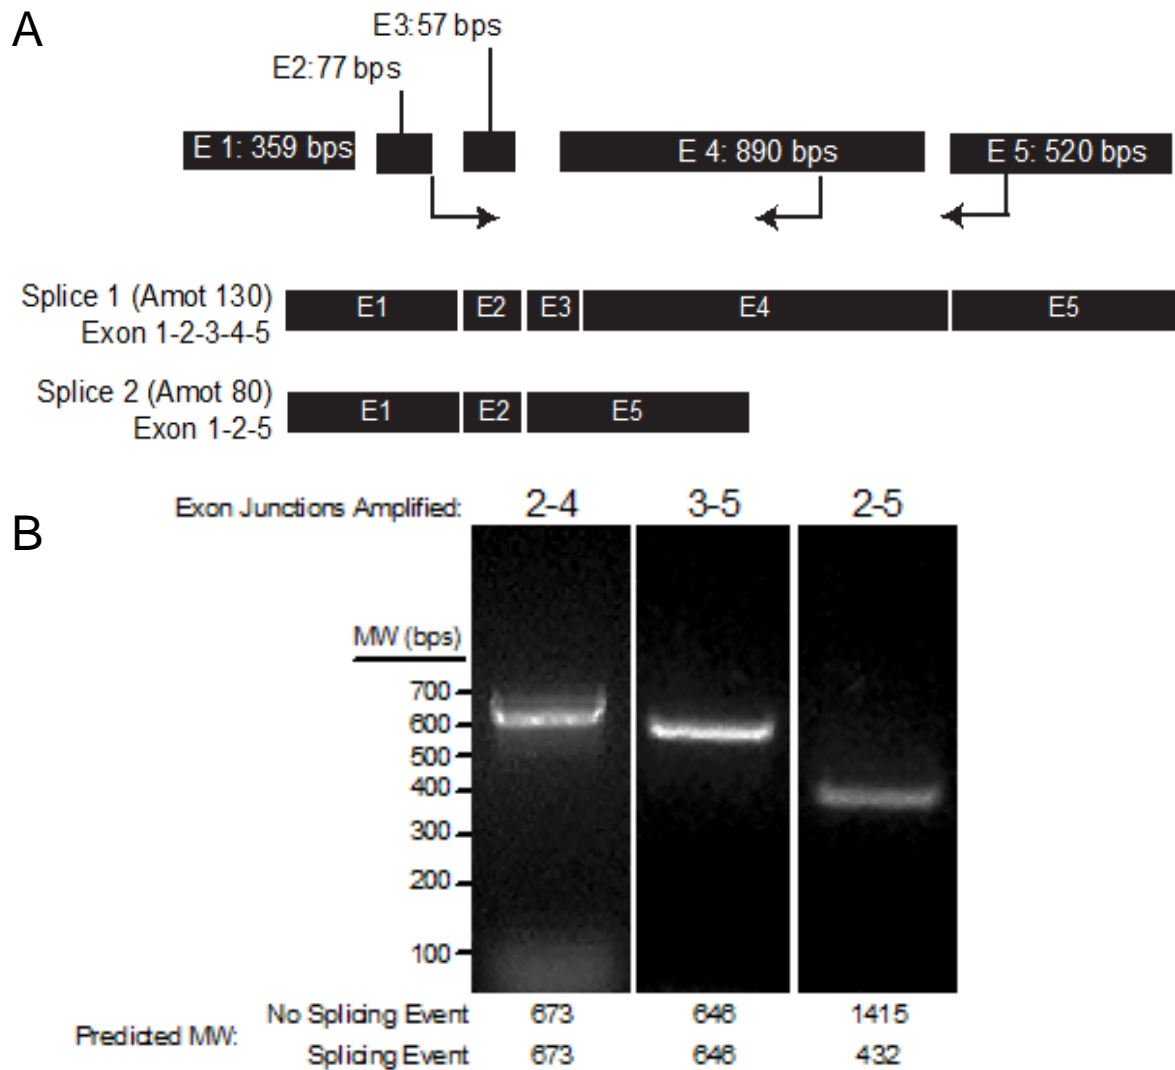 A
E3:57 bps
E2:77 bps
E 1: 359 bps
E 4: 890 bps
E 5: 520 bps
Splice 1 (Amot 130)
Exon 1-2-3-4-5
E1 E2 E3 E4 E5
Splice 2 (Amot 80)
Exon 1-2-5
E1 E2 E5
B
Exon Junctions Amplified: 2-4 3-5 2-5
MW (bps)
700
600
500
400
300
200
100
Predicted MW:
No Splicing Event 673 646 1415
Splicing Event 673 646 432